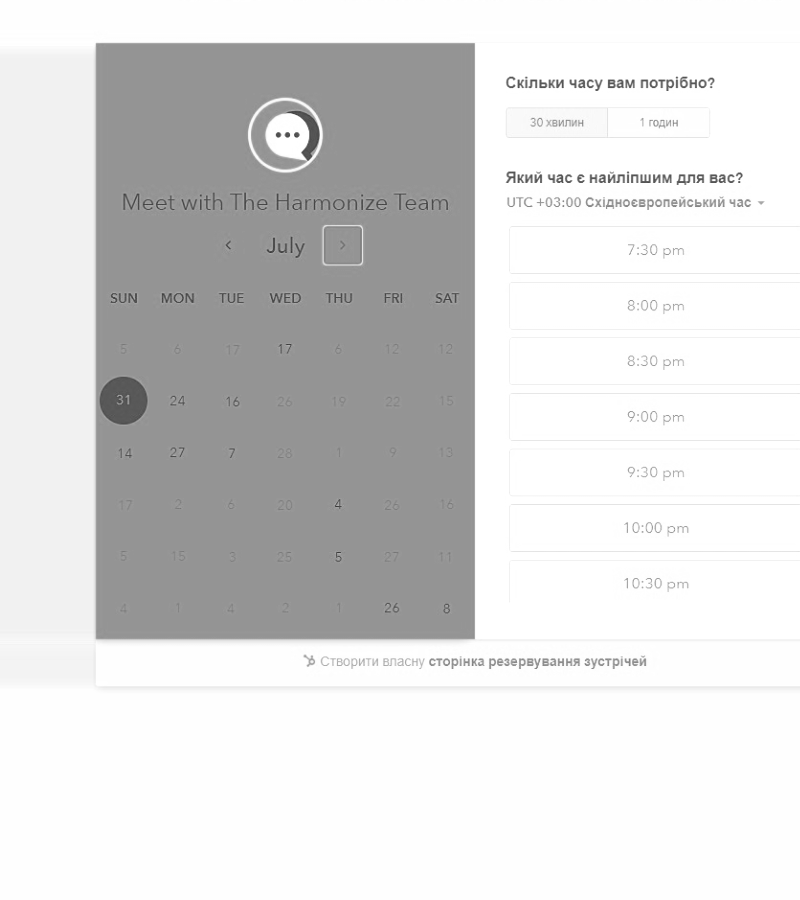 Meet with The Harmonize Team
July
SUN MON TUE WED THU FRI SAT
5 6 17 17 6 12 12
31 24 16 26 19 22 15
14 27 7 28 1 9 13
17 2 6 20 4 26 16
5 15 3 25 5 27 11
4 1 4 2 1 26 8
Скільки часу вам потрібно?
30 хвилин 1 годин
Який час є найліпшим для вас?
UTC +03:00 Східноєвропейський час
7:30 pm
8:00 pm
8:30 pm
9:00 pm
9:30 pm
10:00 pm
10:30 pm
Створити власну сторінка резервування зустрічей